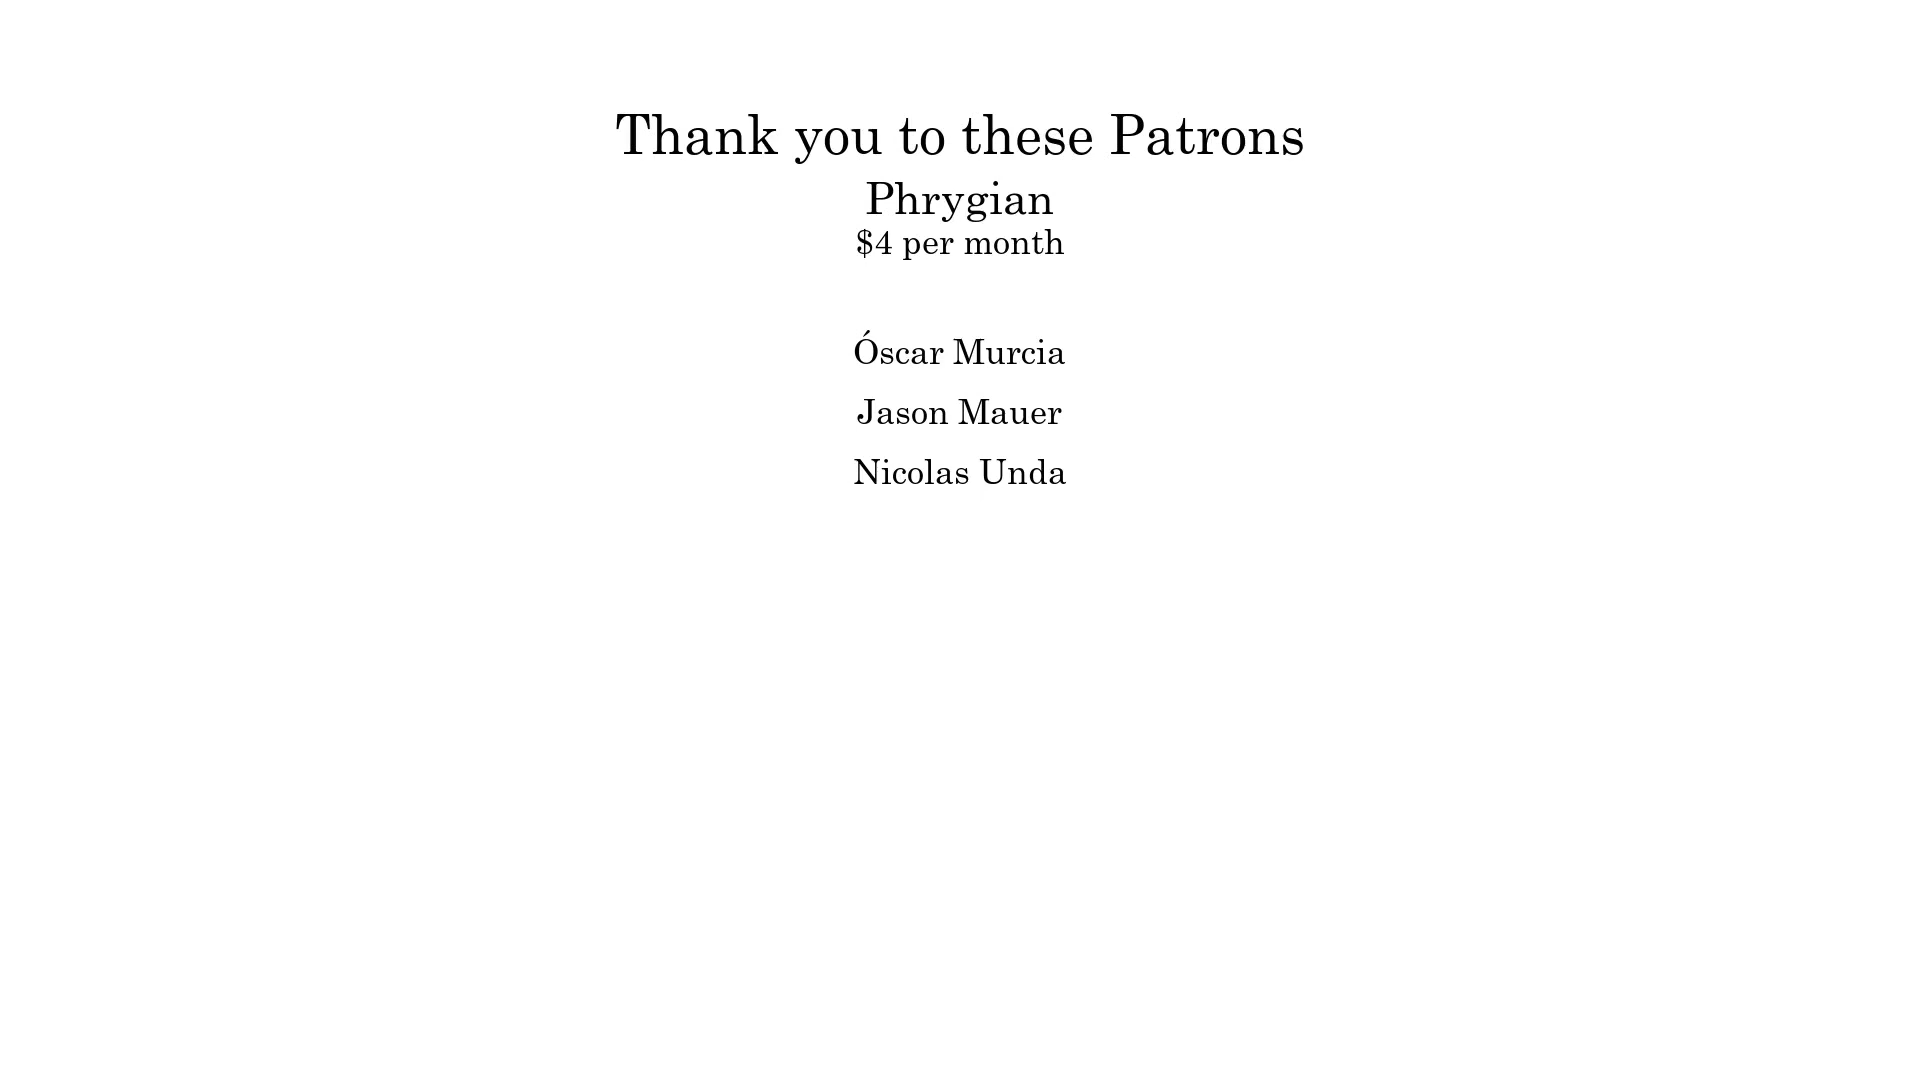 Thank you to these Patrons
Phrygian
$4 per month
Óscar Murcia
Jason Mauer
Nicolas Unda